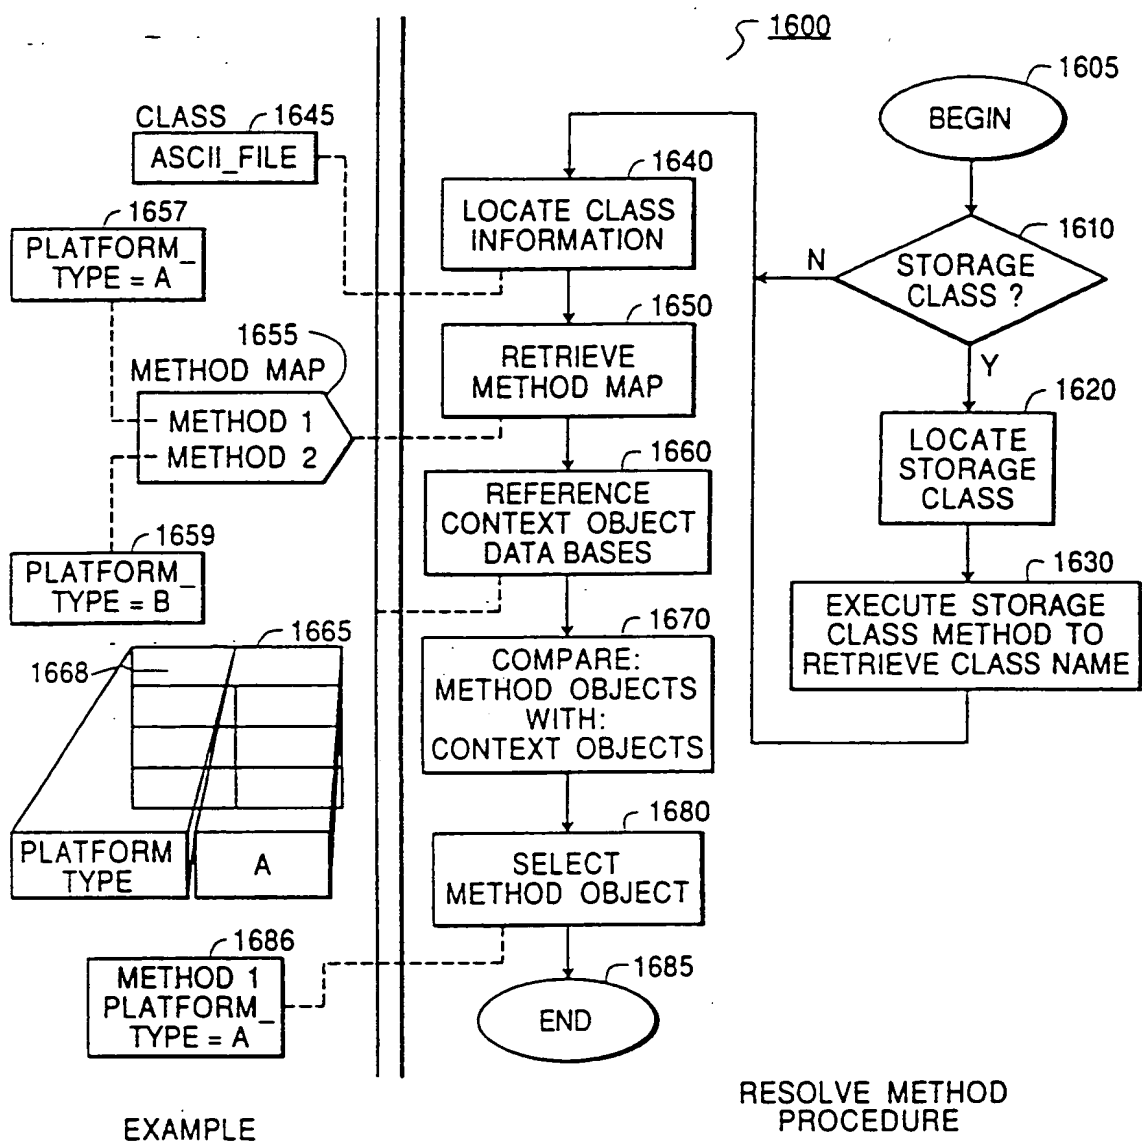 1600
1605
BEGIN
CLASS
1645
ASCII_FILE
1640
LOCATE CLASS
INFORMATION
1610
STORAGE
CLASS ?
N
Y
1657
PLATFORM_
TYPE = A
1650
RETRIEVE
METHOD MAP
1655
METHOD MAP
METHOD 1
METHOD 2
1620
LOCATE
STORAGE
CLASS
1660
REFERENCE
CONTEXT OBJECT
DATA BASES
1659
PLATFORM_
TYPE = B
1630
EXECUTE STORAGE
CLASS METHOD TO
RETRIEVE CLASS NAME
1665
1668
1670
COMPARE:
METHOD OBJECTS
WITH:
CONTEXT OBJECTS
PLATFORM
TYPE
A
1680
SELECT
METHOD OBJECT
1686
METHOD 1
PLATFORM_
TYPE = A
1685
END
EXAMPLE
RESOLVE METHOD
PROCEDURE